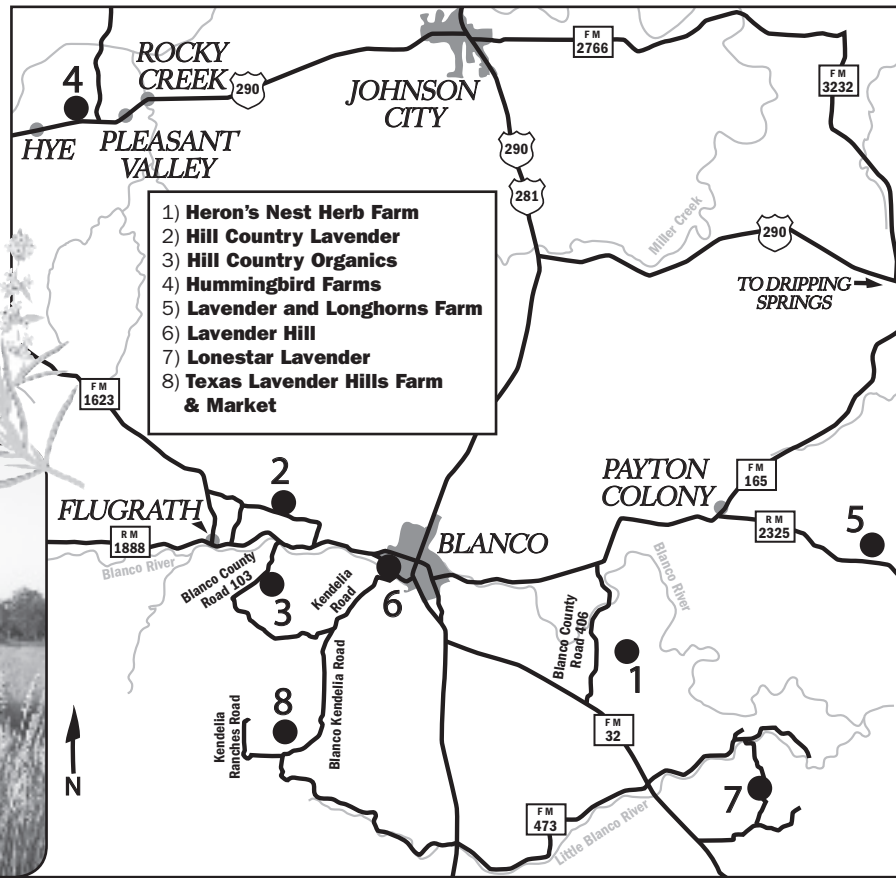 FM
2766
ROCKY
CREEK
290
4
JOHNSON
CITY
FM
3232
HYE
PLEASANT
VALLEY
290
281
1) Heron's Nest Herb Farm
2) Hill Country Lavender
3) Hill Country Organics
4) Hummingbird Farms
5) Lavender and Longhorns Farm
6) Lavender Hill
7) Lonestar Lavender
8) Texas Lavender Hills Farm
& Market
Miller Creek
290
TO DRIPPING
SPRINGS
FM
1623
2
PAYTON
COLONY
FM
165
FLUGRATH
RM
1888
Blanco River
BLANCO
RM
2325
5
Blanco County
Road 103
3
Kendelia
Road
6
Blanco River
Blanco County
Road 406
1
8
Kendelia
Ranches Road
Blanco Kendelia Road
FM
32
N
7
FM
473
Little Blanco River